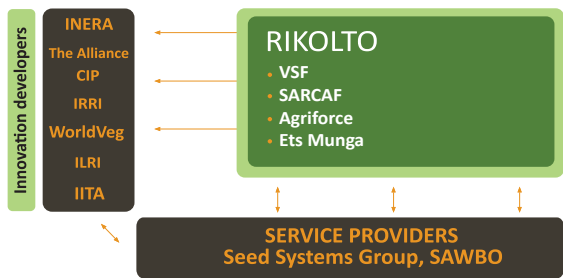 Innovation developers
INERA
The Alliance
CIP
IRRI
WorldVeg
ILRI
IITA
RIKOLTO
• VSF
• SARCAF
• Agriforce
• Ets Munga
SERVICE PROVIDERS
Seed Systems Group, SAWBO